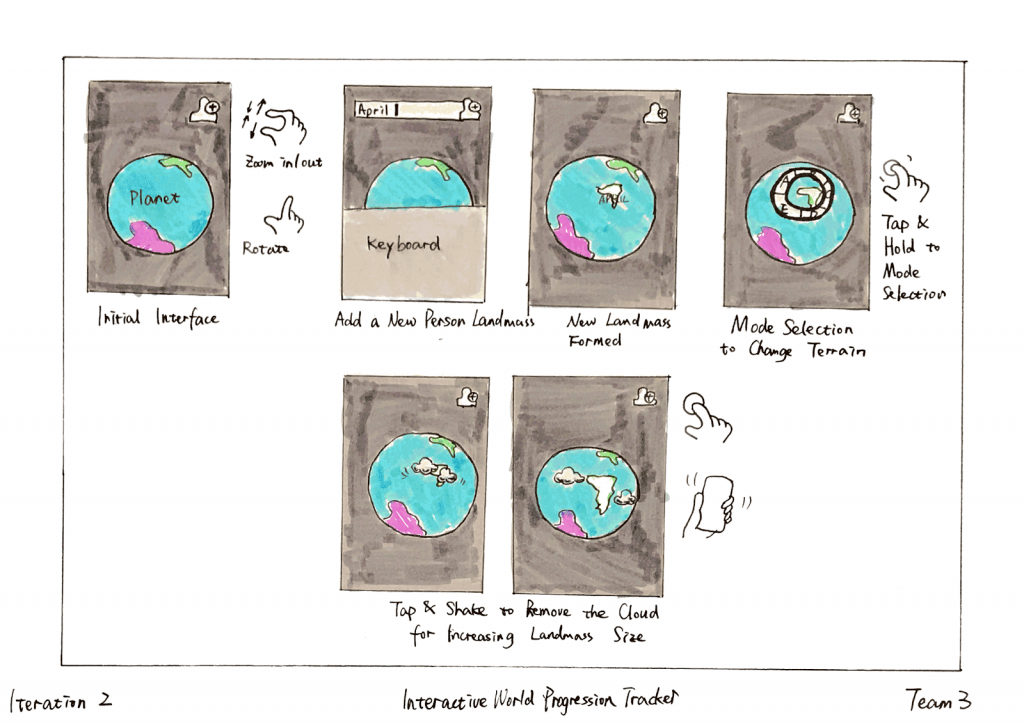 Planet
Zoom in/out
Rotate
Initial Interface
April
Keyboard
Add a New Person Landmass
APRIL
New Landmass
Formed
Tap &
Hold to
Mode
Selection
Mode Selection
to Change Terrain
Tap & Shake to Remove the Cloud
for Increasing Landmass Size
Iteration 2
Interactive World Progression Tracker
Team 3